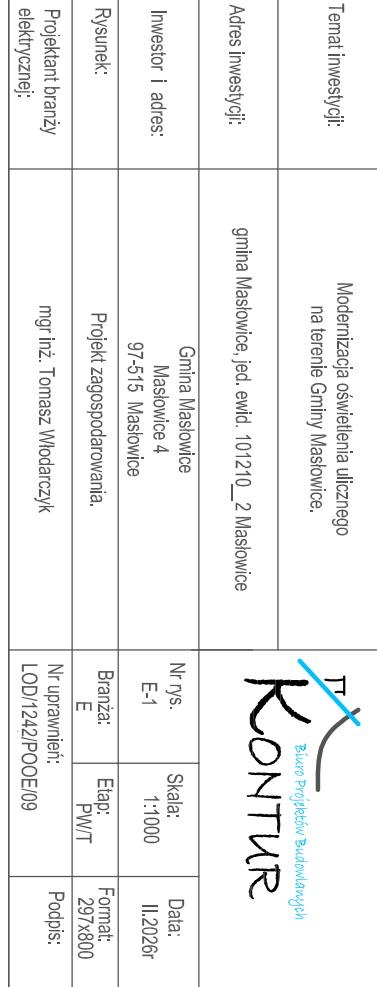 Temat inwestycji:
Modernizacja oświetlenia ulicznego
na terenie Gminy Masłowice.
KONTUR
Biuro Projektów Budowlanych
Adres inwestycji:
gmina Masłowice, jed. ewid. 101210_2 Masłowice
Inwestor i adres:
Gmina Masłowice
Masłowice 4
97-515 Masłowice
Nr rys.
E-1
Skala:
1:1000
Data:
II.2026r
Rysunek:
Projekt zagospodarowania.
Branża:
E
Etap:
PW/T
Format:
297x800
Projektant branży
elektrycznej:
mgr inż. Tomasz Włodarczyk
Nr uprawnień:
LOD/1242/POOE/09
Podpis: